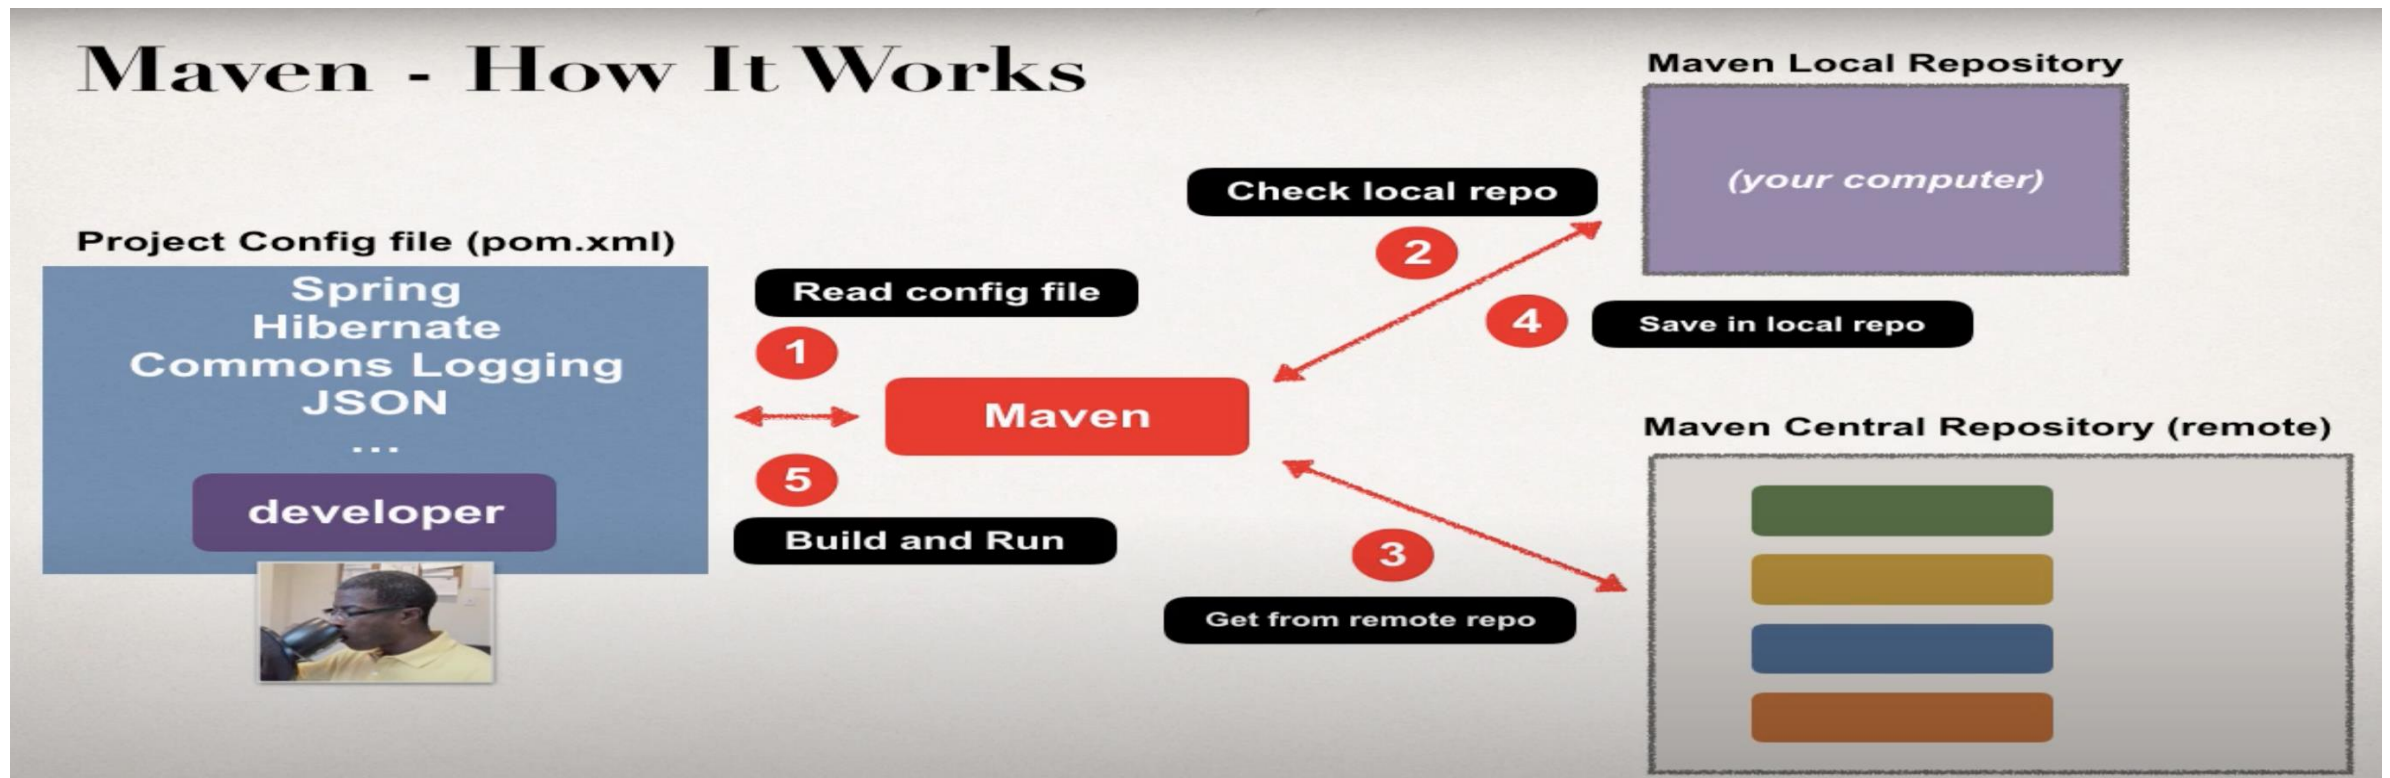 Maven - How It Works
Maven Local Repository
(your computer)
Check local repo
2
Project Config file (pom.xml)
Spring
Hibernate
Commons Logging
JSON
...
developer
Read config file
1
Maven
4
Save in local repo
5
Build and Run
Maven Central Repository (remote)
3
Get from remote repo